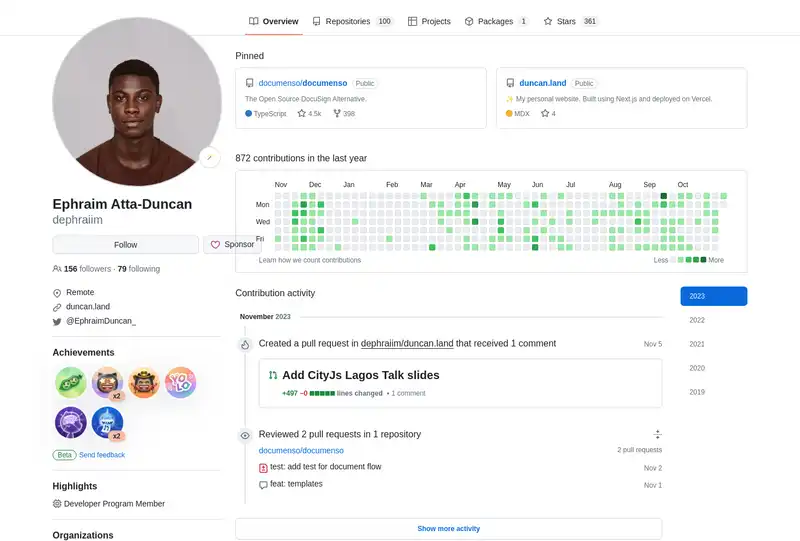 Overview
Repositories 100
Projects
Packages 1
Stars 361
Ephraim Atta-Duncan
dephraiim
Follow
Sponsor
156 followers · 79 following
Remote
duncan.land
@EphraimDuncan_
Achievements
YOLO
x2
x2
Beta Send feedback
Highlights
Developer Program Member
Organizations
Pinned
documenso/documenso Public
The Open Source DocuSign Alternative.
TypeScript 4.5k 398
duncan.land Public
✨ My personal website. Built using Next.js and deployed on Vercel.
MDX 4
872 contributions in the last year
Nov Dec Jan Feb Mar Apr May Jun Jul Aug Sep Oct
Mon
Wed
Fri
Learn how we count contributions
Less More
Contribution activity
November 2023
Created a pull request in dephraiim/duncan.land that received 1 comment Nov 5
Add CityJs Lagos Talk slides
+497 −0 lines changed • 1 comment
Reviewed 2 pull requests in 1 repository
documenso/documenso 2 pull requests
test: add test for document flow Nov 2
feat: templates Nov 1
Show more activity
2023
2022
2021
2020
2019